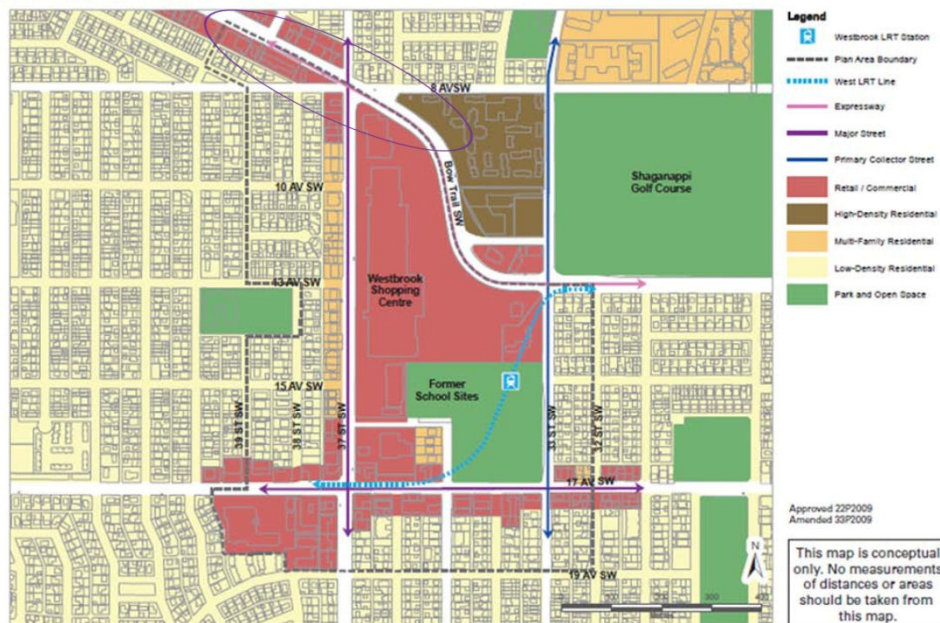 8 AVSW
10 AV SW
Bow Trail SW
Shaganappi
Golf Course
Westbrook
Shopping
Centre
13 AV SW
15 AV SW
Former
School Sites
39 ST SW
38 ST SW
37 ST SW
33 ST SW
32 ST SW
17 AV SW
19 AV SW
N
Legend
Westbrook LRT Station
Plan Area Boundary
West LRT Line
Expressway
Major Street
Primary Collector Street
Retail / Commercial
High-Density Residential
Multi-Family Residential
Low-Density Residential
Park and Open Space
Approved 22P2009
Amended 33P2009
This map is conceptual
only. No measurements
of distances or areas
should be taken from
this map.